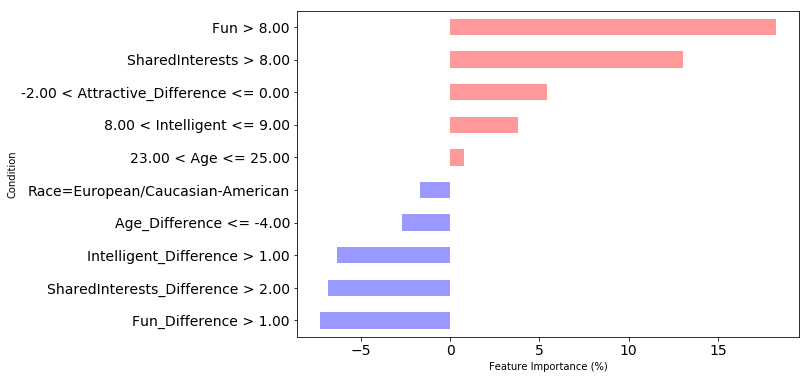 Fun > 8.00
SharedInterests > 8.00
-2.00 < Attractive_Difference <= 0.00
8.00 < Intelligent <= 9.00
23.00 < Age <= 25.00
Race=European/Caucasian-American
Age_Difference <= -4.00
Intelligent_Difference > 1.00
SharedInterests_Difference > 2.00
Fun_Difference > 1.00
Condition
−5 0 5 10 15
Feature Importance (%)